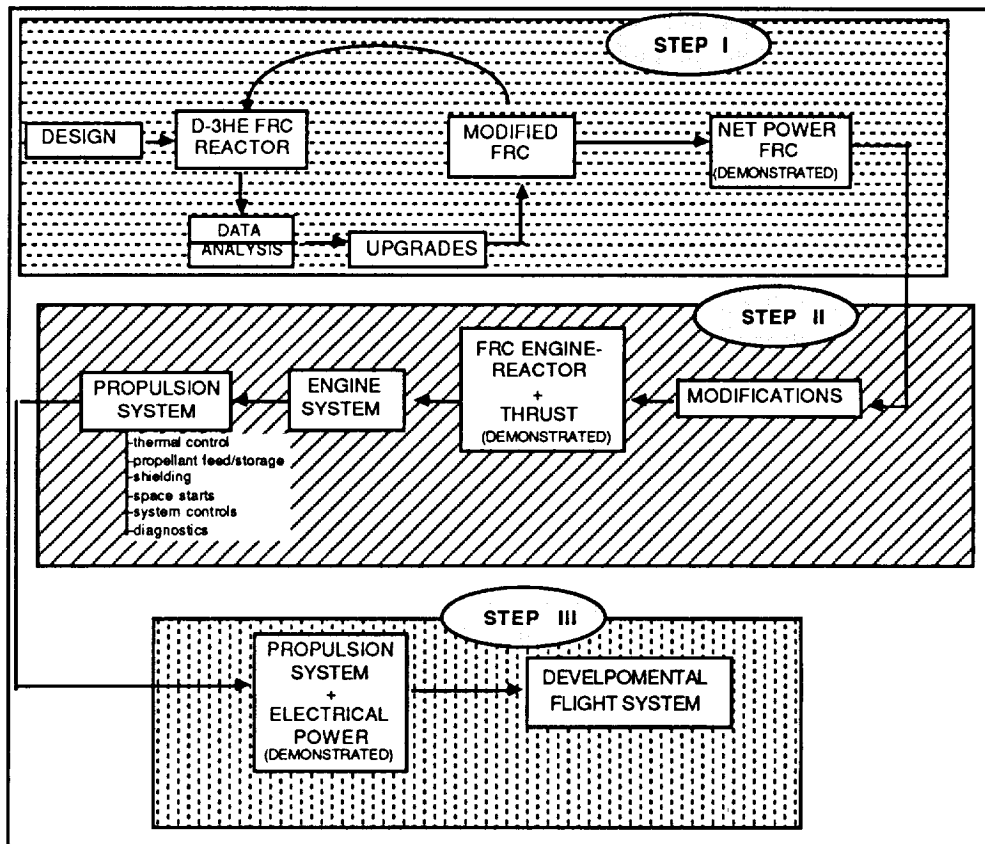 STEP I
DESIGN
D-3HE FRC
REACTOR
MODIFIED
FRC
NET POWER
FRC
(DEMONSTRATED)
DATA
ANALYSIS
UPGRADES
STEP II
PROPULSION
SYSTEM
ENGINE
SYSTEM
FRC ENGINE-
REACTOR
+
THRUST
(DEMONSTRATED)
MODIFICATIONS
thermal control
propellant feed/storage
shielding
space starts
system controls
diagnostics
STEP III
PROPULSION
SYSTEM
+
ELECTRICAL
POWER
(DEMONSTRATED)
DEVELPOMENTAL
FLIGHT SYSTEM